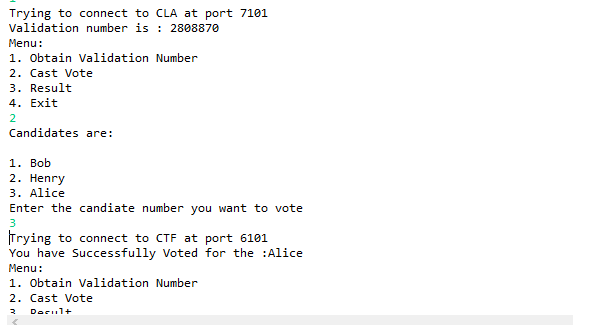 Trying to connect to CLA at port 7101
Validation number is : 2808870
Menu:
1. Obtain Validation Number
2. Cast Vote
3. Result
4. Exit
2
Candidates are:
1. Bob
2. Henry
3. Alice
Enter the candiate number you want to vote
3
Trying to connect to CTF at port 6101
You have Successfully Voted for the :Alice
Menu:
1. Obtain Validation Number
2. Cast Vote
3. Result